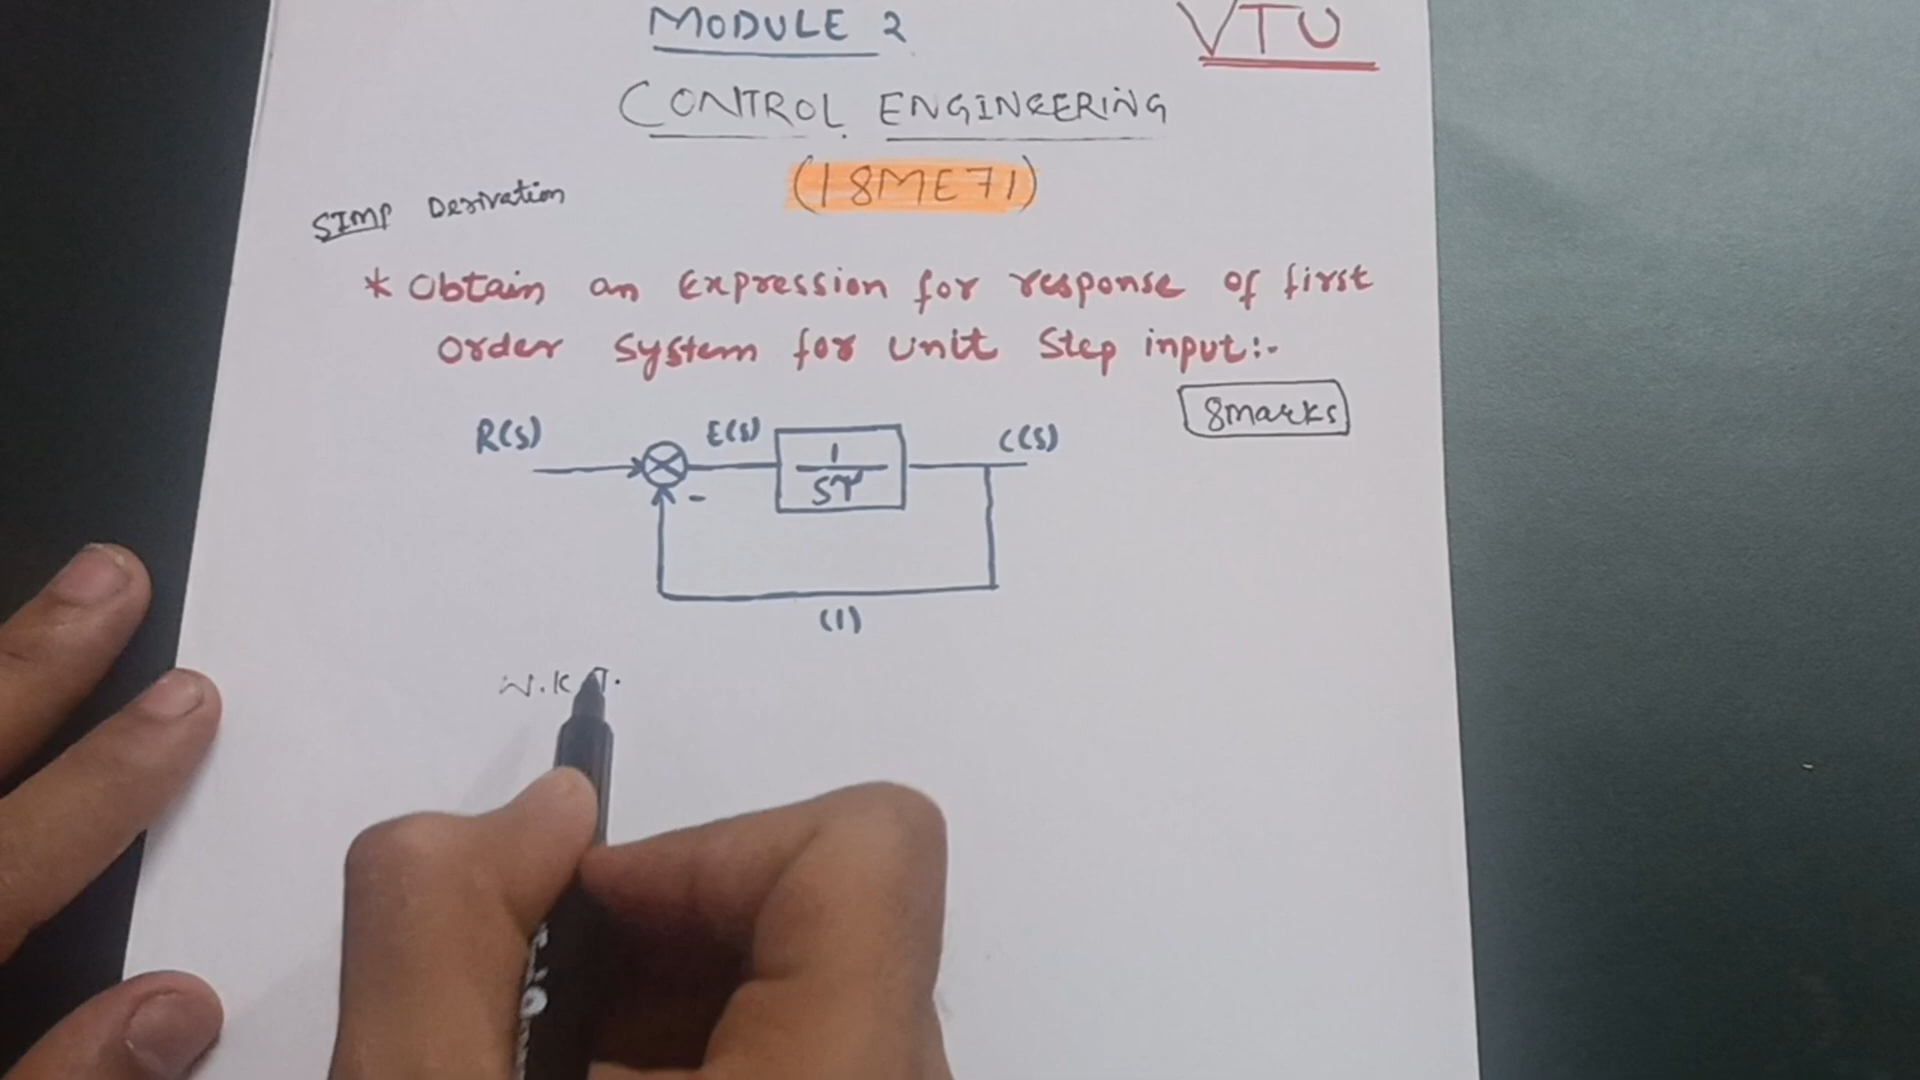 MODULE 2
VTU
CONTROL ENGINEERING
(18ME71)
SIMP Derivation
* Obtain an Expression for response of first
order system for unit step input:-
8marks
R(s) E(s) 1/Sτ C(s)
-
(1)
W.K.T.